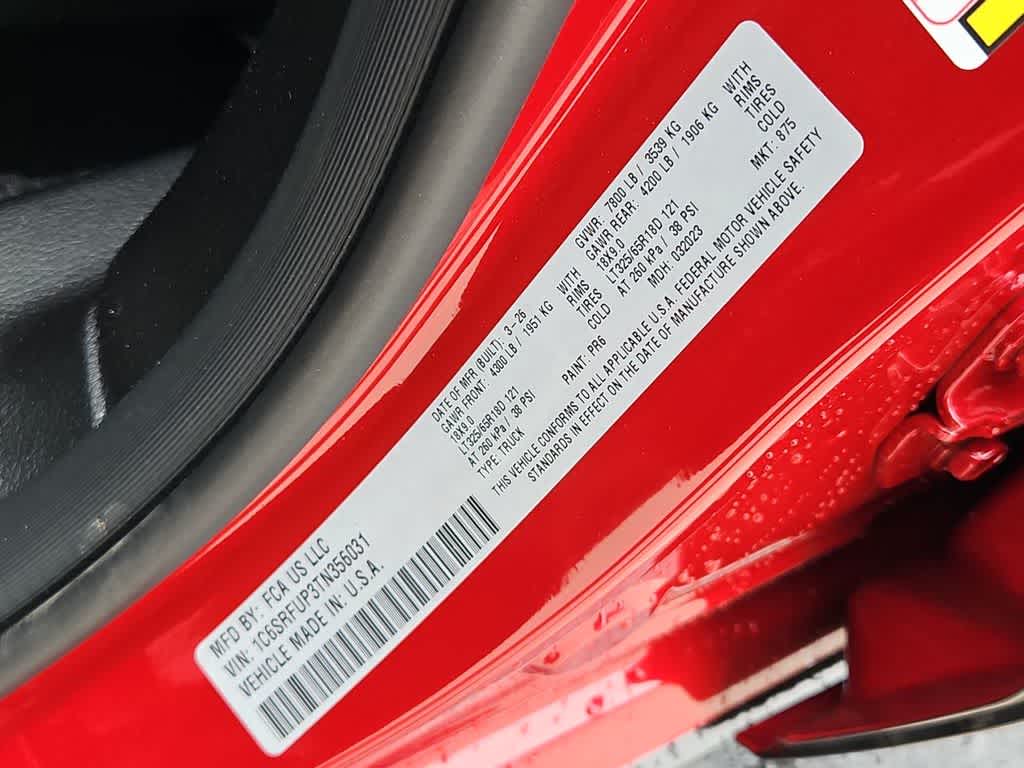 MFD BY: FCA US LLC
VIN: 1C6SRFUP3TN356031
VEHICLE MADE IN: U.S.A.
DATE OF MFR (BUILT): 3-26 GVWR: 7800 LB / 3539 KG
GAWR FRONT: 4300 LB / 1951 KG WITH GAWR REAR: 4200 LB / 1906 KG WITH
18X9.0 RIMS 18X9.0 RIMS
LT325/65R18D 121 TIRES LT325/65R18D 121 TIRES
AT 260 kPa / 38 PSI COLD AT 260 kPa / 38 PSI COLD
TYPE: TRUCK PAINT: PR6 MDH: 032023 MKT: 875
THIS VEHICLE CONFORMS TO ALL APPLICABLE U.S.A. FEDERAL MOTOR VEHICLE SAFETY
STANDARDS IN EFFECT ON THE DATE OF MANUFACTURE SHOWN ABOVE.